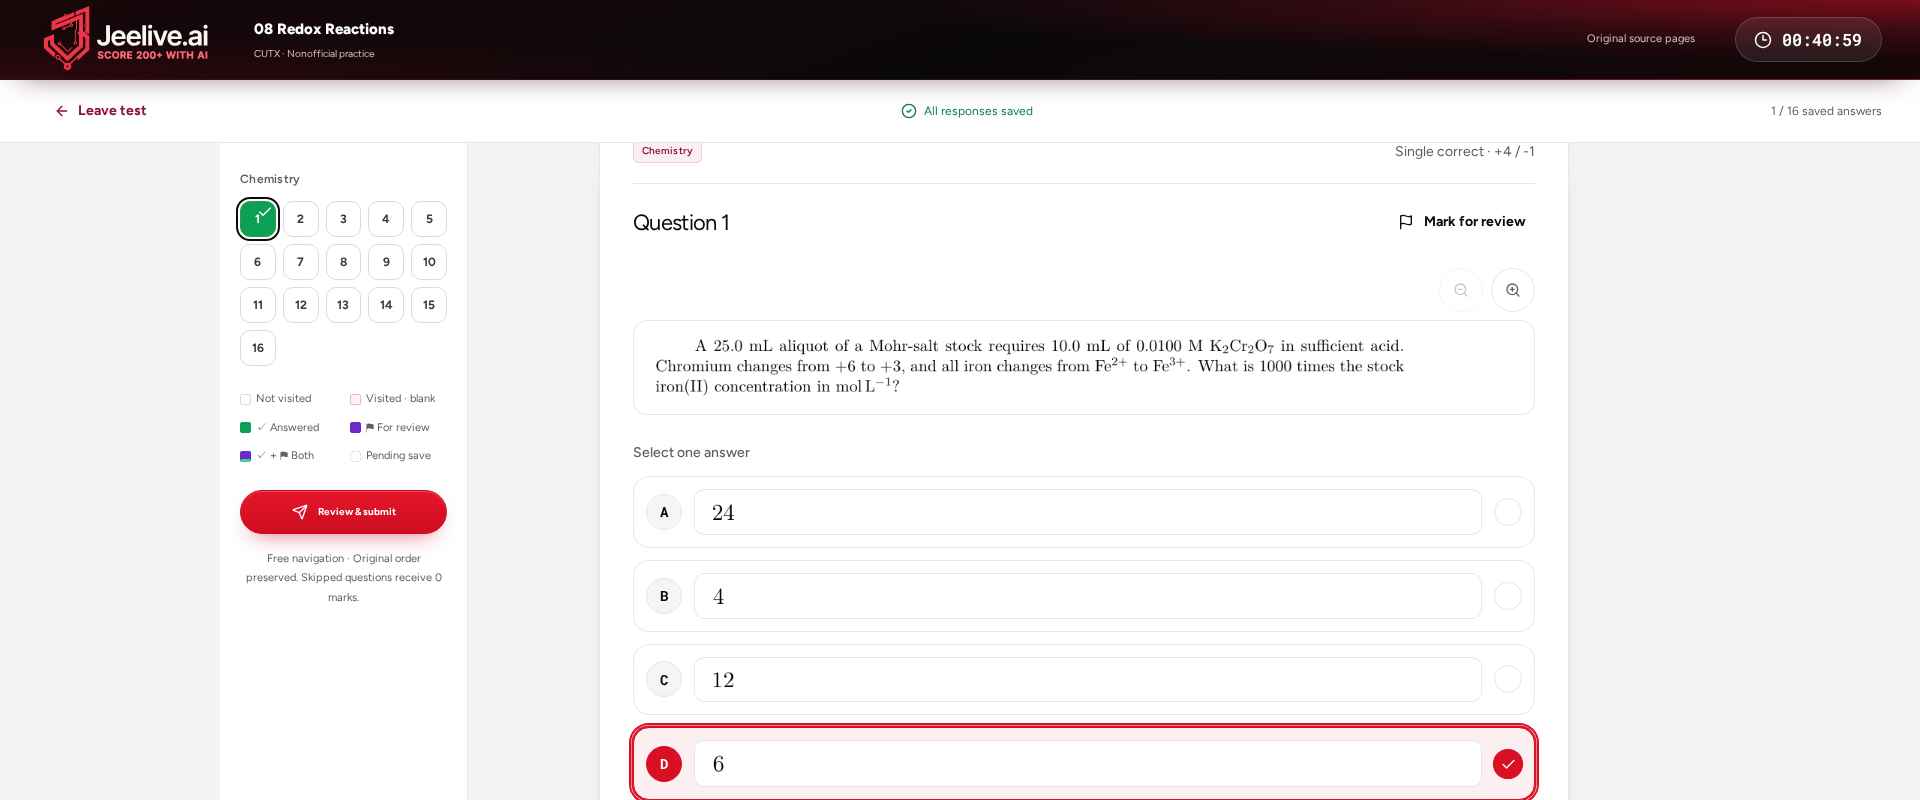 Jeelive.ai
SCORE 200+ WITH AI
08 Redox Reactions
CUTX · Nonofficial practice
Original source pages
00:40:59
Leave test
All responses saved
1 / 16 saved answers
Chemistry
1 2 3 4 5
6 7 8 9 10
11 12 13 14 15
16
Not visited
Visited · blank
✓ Answered
For review
✓ + Both
Pending save
Review & submit
Free navigation · Original order
preserved. Skipped questions receive 0
marks.
Chemistry
Single correct · +4 / -1
Question 1
Mark for review
A 25.0 mL aliquot of a Mohr-salt stock requires 10.0 mL of 0.0100 M K₂Cr₂O₇ in sufficient acid.
Chromium changes from +6 to +3, and all iron changes from Fe²⁺ to Fe³⁺. What is 1000 times the stock
iron(II) concentration in mol L⁻¹?
Select one answer
A 24
B 4
C 12
D 6